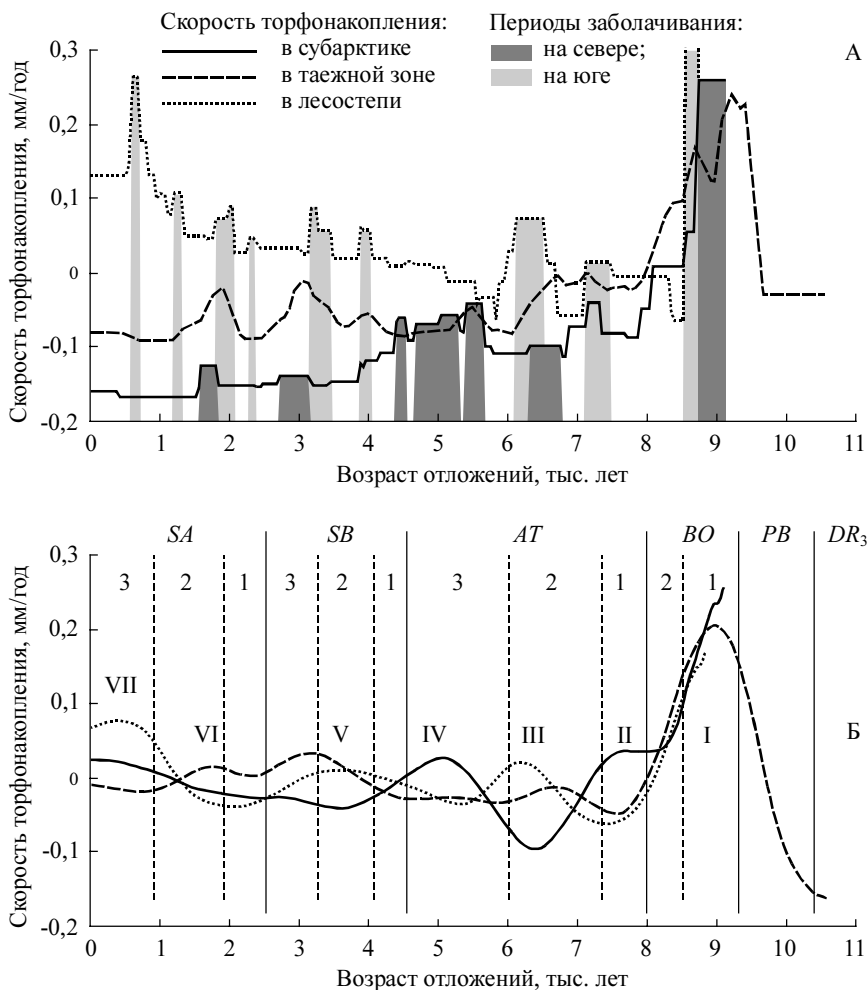 Скорость торфонакопления:
в субарктике
в таежной зоне
в лесостепи
Периоды заболачивания:
на севере;
на юге
А
Скорость торфонакопления, мм/год
0,3
0,2
0,1
0
-0,1
-0,2
0 1 2 3 4 5 6 7 8 9 10 11
Возраст отложений, тыс. лет
SA SB AT BO PB DR3
3 2 1 3 2 1 3 2 1 2 1
VII VI V IV III II I
Б
Скорость торфонакопления, мм/год
0,3
0,2
0,1
0
-0,1
-0,2
0 1 2 3 4 5 6 7 8 9 10 11
Возраст отложений, тыс. лет